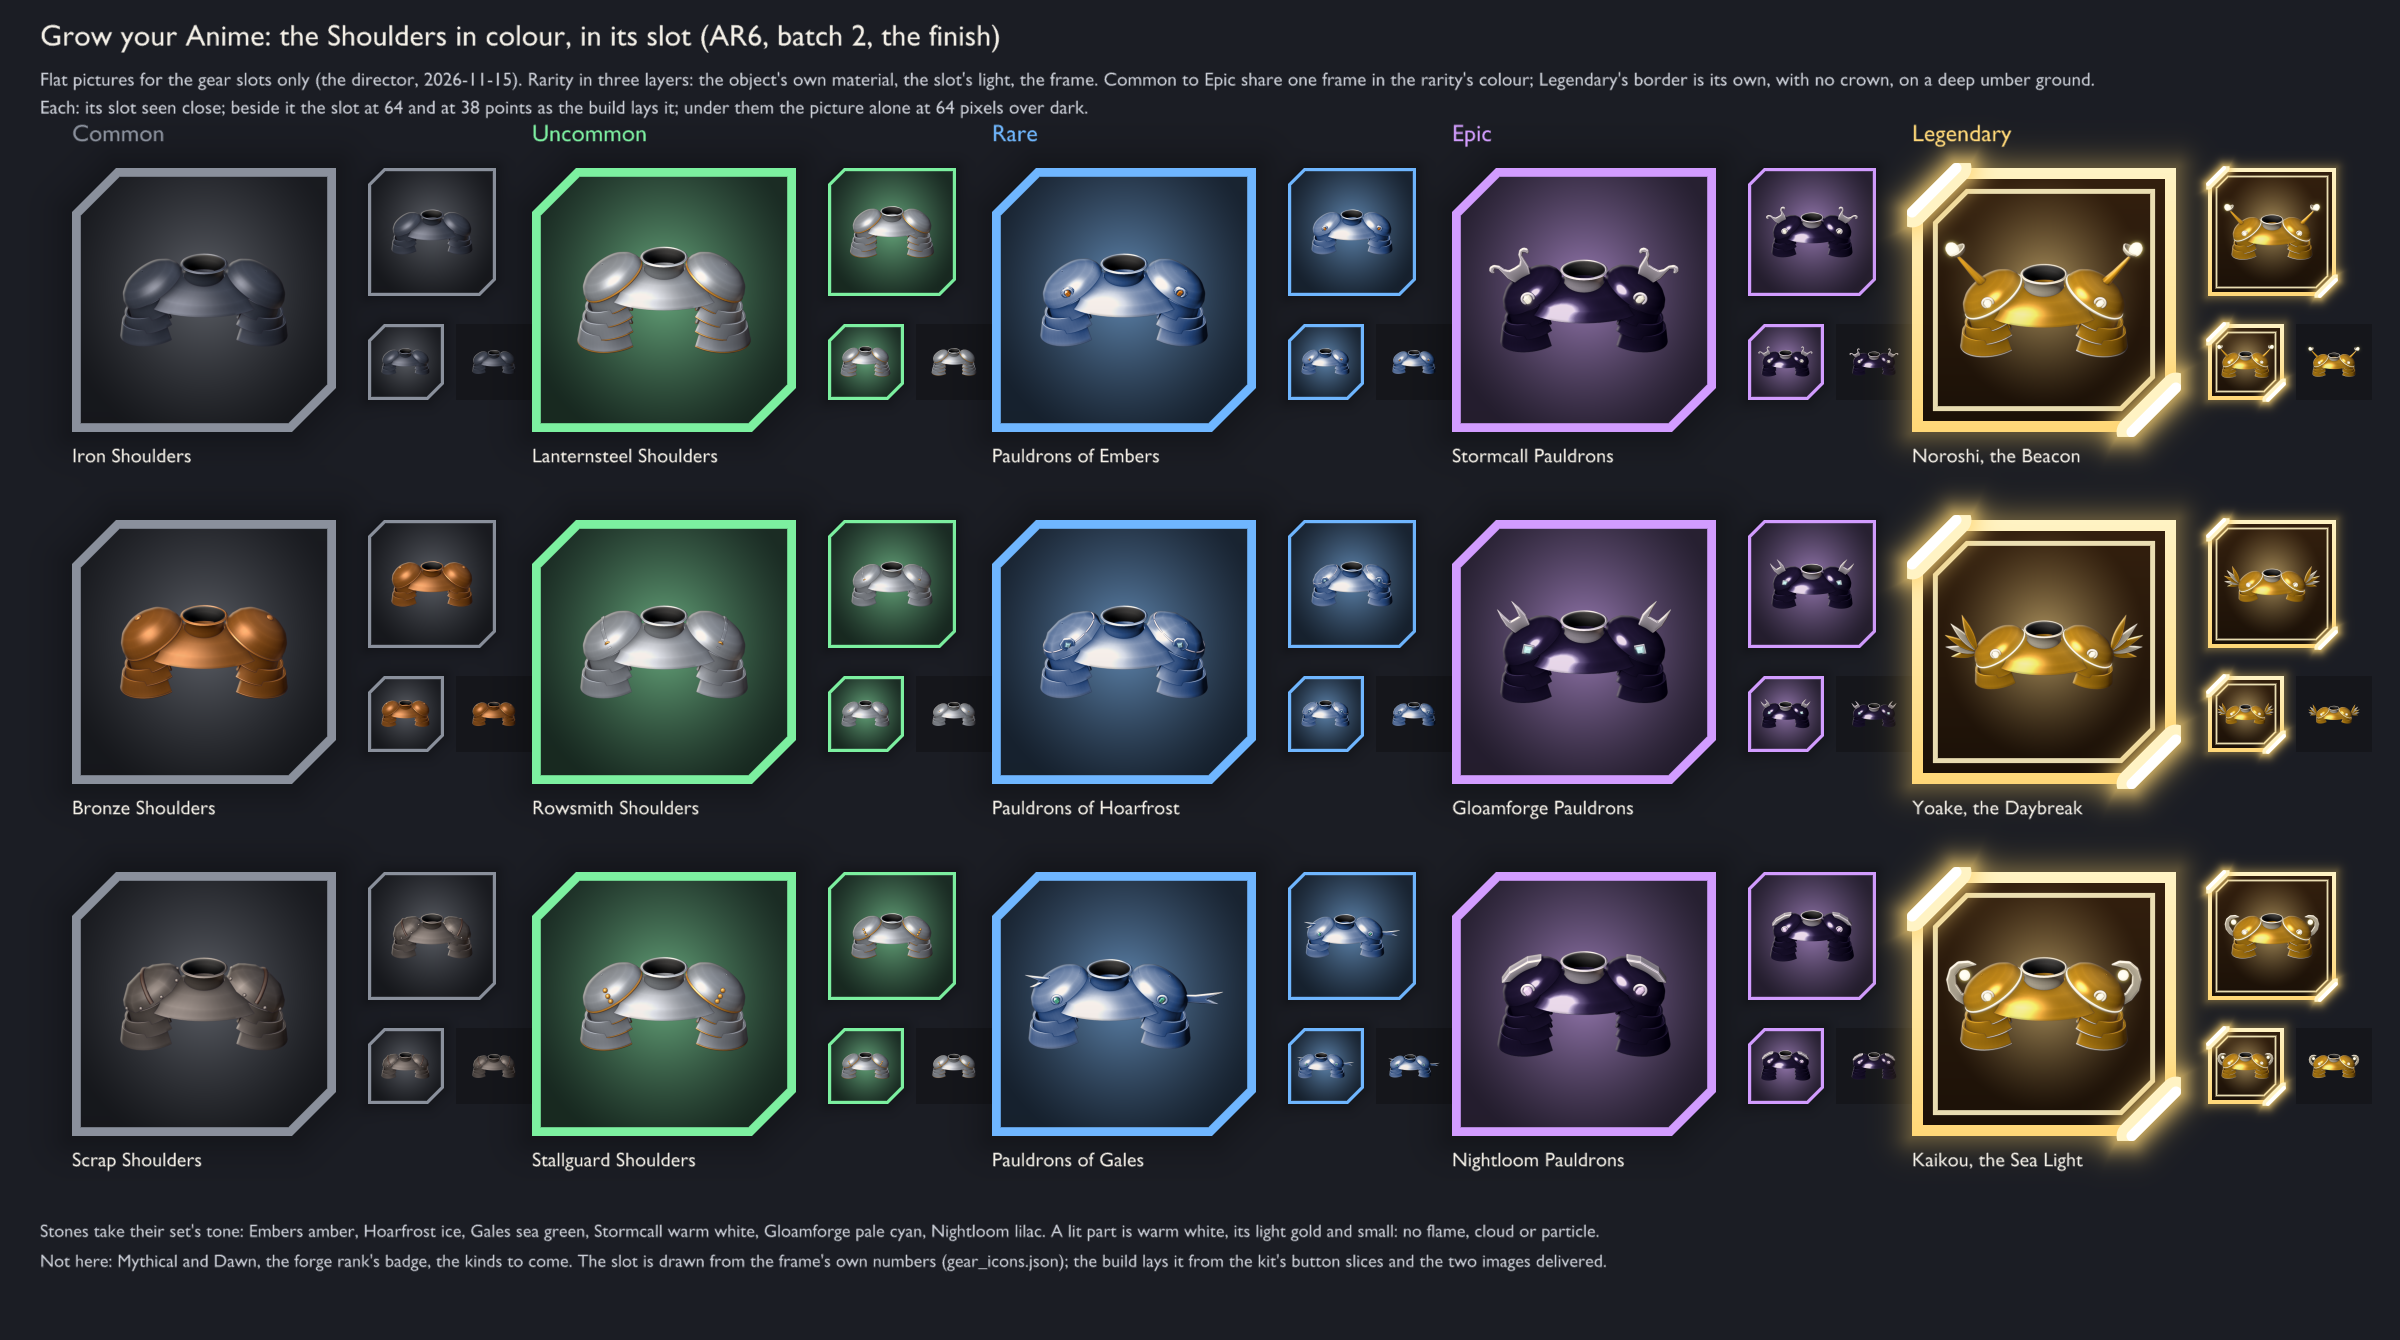 Grow your Anime: the Shoulders in colour, in its slot (AR6, batch 2, the finish)
Flat pictures for the gear slots only (the director, 2026-11-15). Rarity in three layers: the object's own material, the slot's light, the frame. Common to Epic share one frame in the rarity's colour; Legendary's border is its own, with no crown, on a deep umber ground.
Each: its slot seen close; beside it the slot at 64 and at 38 points as the build lays it; under them the picture alone at 64 pixels over dark.
Common
Uncommon
Rare
Epic
Legendary
Iron Shoulders
Lanternsteel Shoulders
Pauldrons of Embers
Stormcall Pauldrons
Noroshi, the Beacon
Bronze Shoulders
Rowsmith Shoulders
Pauldrons of Hoarfrost
Gloamforge Pauldrons
Yoake, the Daybreak
Scrap Shoulders
Stallguard Shoulders
Pauldrons of Gales
Nightloom Pauldrons
Kaikou, the Sea Light
Stones take their set's tone: Embers amber, Hoarfrost ice, Gales sea green, Stormcall warm white, Gloamforge pale cyan, Nightloom lilac. A lit part is warm white, its light gold and small: no flame, cloud or particle.
Not here: Mythical and Dawn, the forge rank's badge, the kinds to come. The slot is drawn from the frame's own numbers (gear_icons.json); the build lays it from the kit's button slices and the two images delivered.